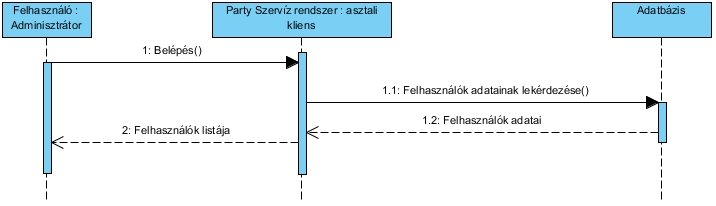 Felhasználó :
Adminisztrátor
Party Szervíz rendszer : asztali
kliens
Adatbázis
1: Belépés()
1.1: Felhasználók adatainak lekérdezése()
1.2: Felhasználók adatai
2: Felhasználók listája